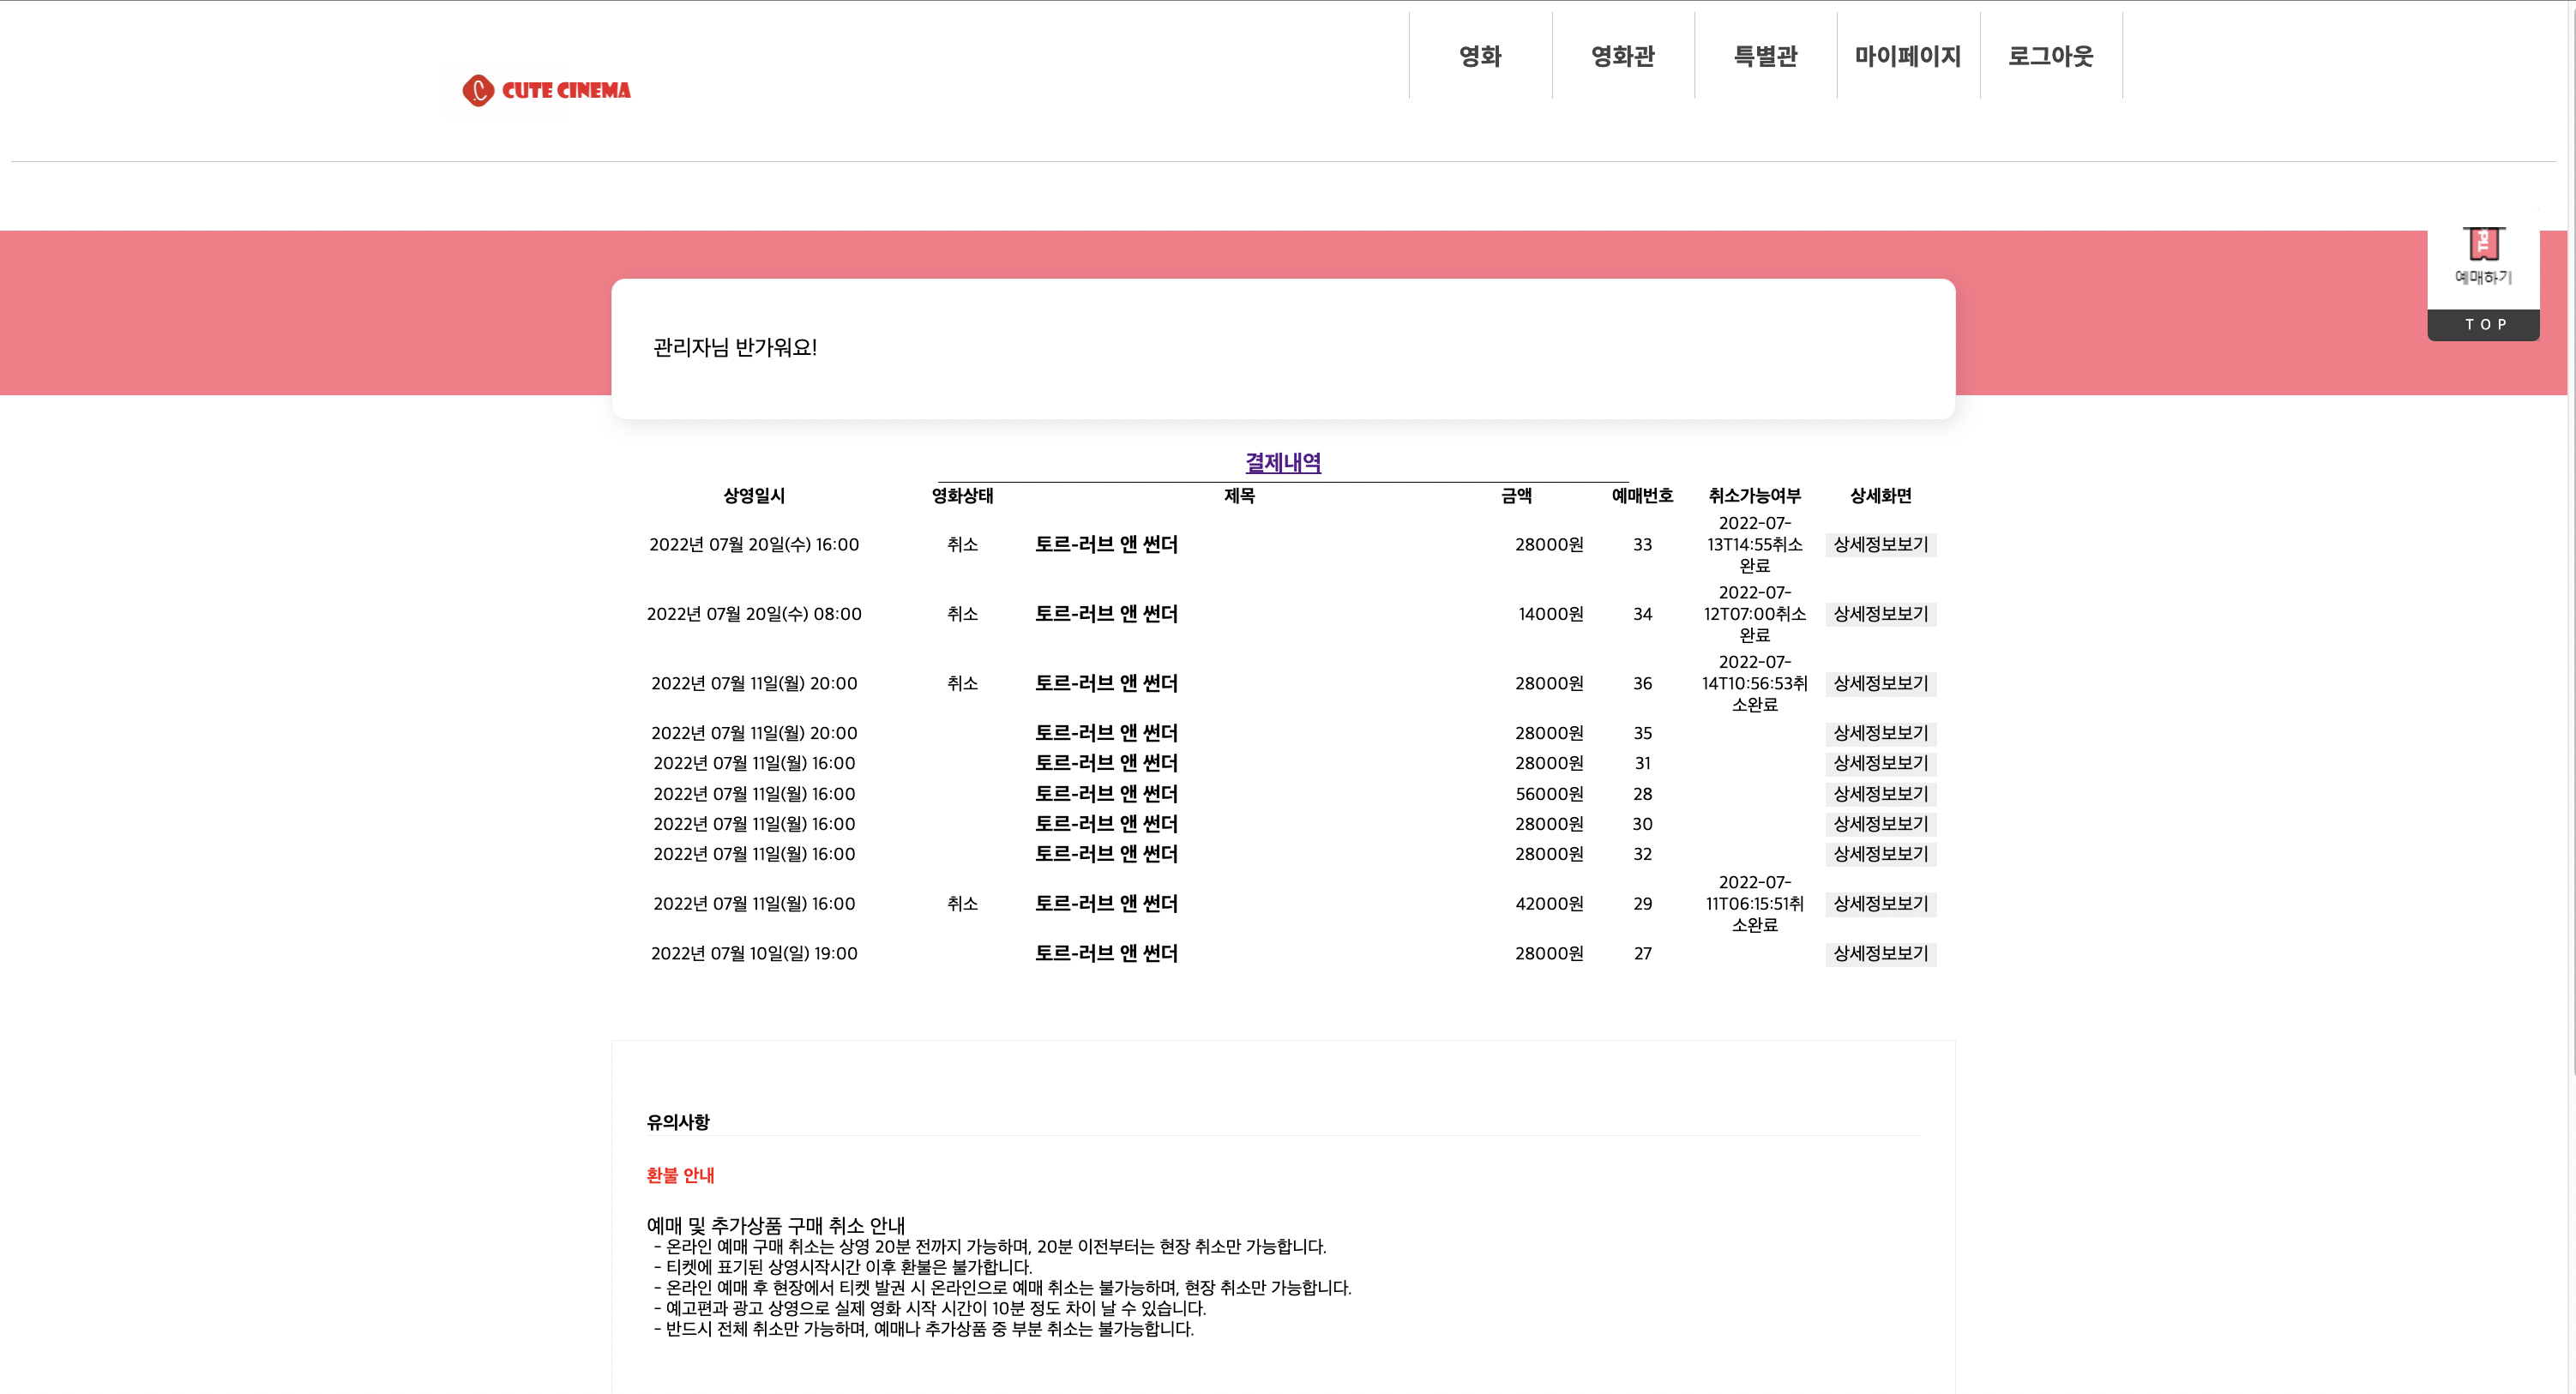 영화 영화관 특별관 마이페이지 로그아웃
CUTE CINEMA
예매하기
TOP
관리자님 반가워요!
결제내역
상영일시 영화상태 제목 금액 예매번호 취소가능여부 상세화면
2022년 07월 20일(수) 16:00 취소 토르-러브 앤 썬더 28000원 33 2022-07-
13T14:55취소
완료 상세정보보기
2022년 07월 20일(수) 08:00 취소 토르-러브 앤 썬더 14000원 34 2022-07-
12T07:00취소
완료 상세정보보기
2022년 07월 11일(월) 20:00 취소 토르-러브 앤 썬더 28000원 36 2022-07-
14T10:56:53취
소완료 상세정보보기
2022년 07월 11일(월) 20:00 토르-러브 앤 썬더 28000원 35 상세정보보기
2022년 07월 11일(월) 16:00 토르-러브 앤 썬더 28000원 31 상세정보보기
2022년 07월 11일(월) 16:00 토르-러브 앤 썬더 56000원 28 상세정보보기
2022년 07월 11일(월) 16:00 토르-러브 앤 썬더 28000원 30 상세정보보기
2022년 07월 11일(월) 16:00 토르-러브 앤 썬더 28000원 32 상세정보보기
2022년 07월 11일(월) 16:00 취소 토르-러브 앤 썬더 42000원 29 2022-07-
11T06:15:51취
소완료 상세정보보기
2022년 07월 10일(일) 19:00 토르-러브 앤 썬더 28000원 27 상세정보보기
유의사항
환불 안내
예매 및 추가상품 구매 취소 안내
- 온라인 예매 구매 취소는 상영 20분 전까지 가능하며, 20분 이전부터는 현장 취소만 가능합니다.
- 티켓에 표기된 상영시작시간 이후 환불은 불가합니다.
- 온라인 예매 후 현장에서 티켓 발권 시 온라인으로 예매 취소는 불가능하며, 현장 취소만 가능합니다.
- 예고편과 광고 상영으로 실제 영화 시작 시간이 10분 정도 차이 날 수 있습니다.
- 반드시 전체 취소만 가능하며, 예매나 추가상품 중 부분 취소는 불가능합니다.